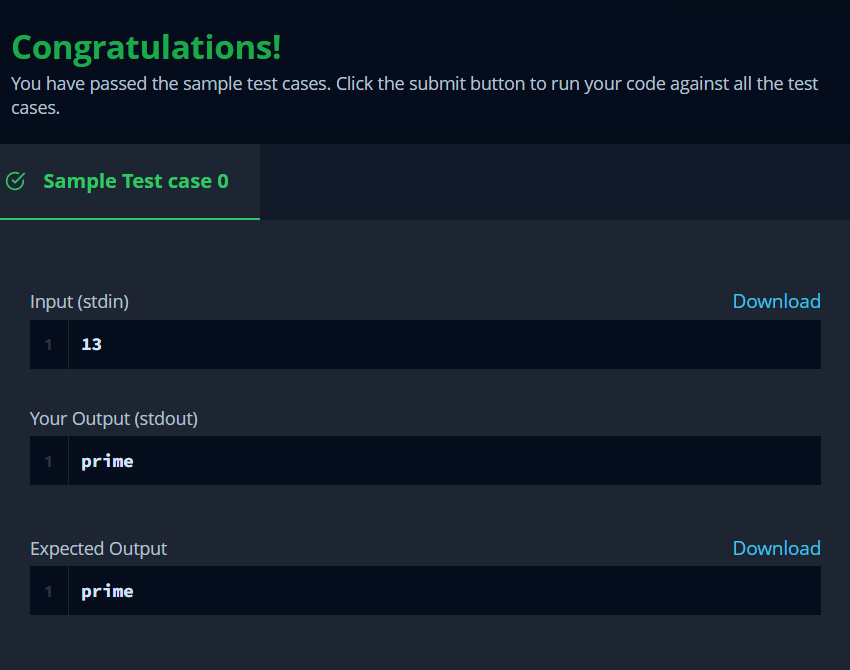 Congratulations!
You have passed the sample test cases. Click the submit button to run your code against all the test
cases.
Sample Test case 0
Input (stdin)
Download
1 13
Your Output (stdout)
1 prime
Expected Output
Download
1 prime